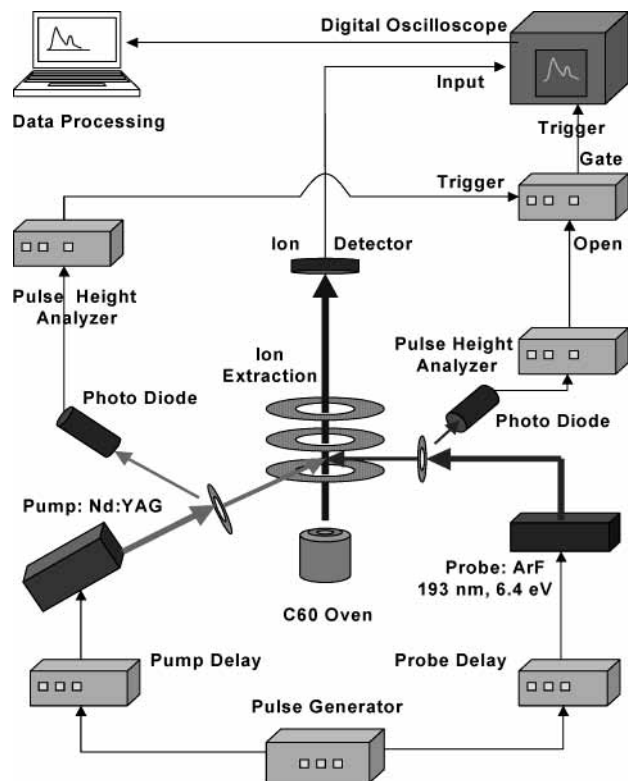 Digital Oscilloscope
Input
Data Processing
Trigger
Gate
Trigger
Open
Ion Detector
Pulse Height
Analyzer
Ion
Extraction
Pulse Height
Analyzer
Photo Diode
Photo Diode
Pump: Nd:YAG
Probe: ArF
193 nm, 6.4 eV
C60 Oven
Pump Delay
Probe Delay
Pulse Generator